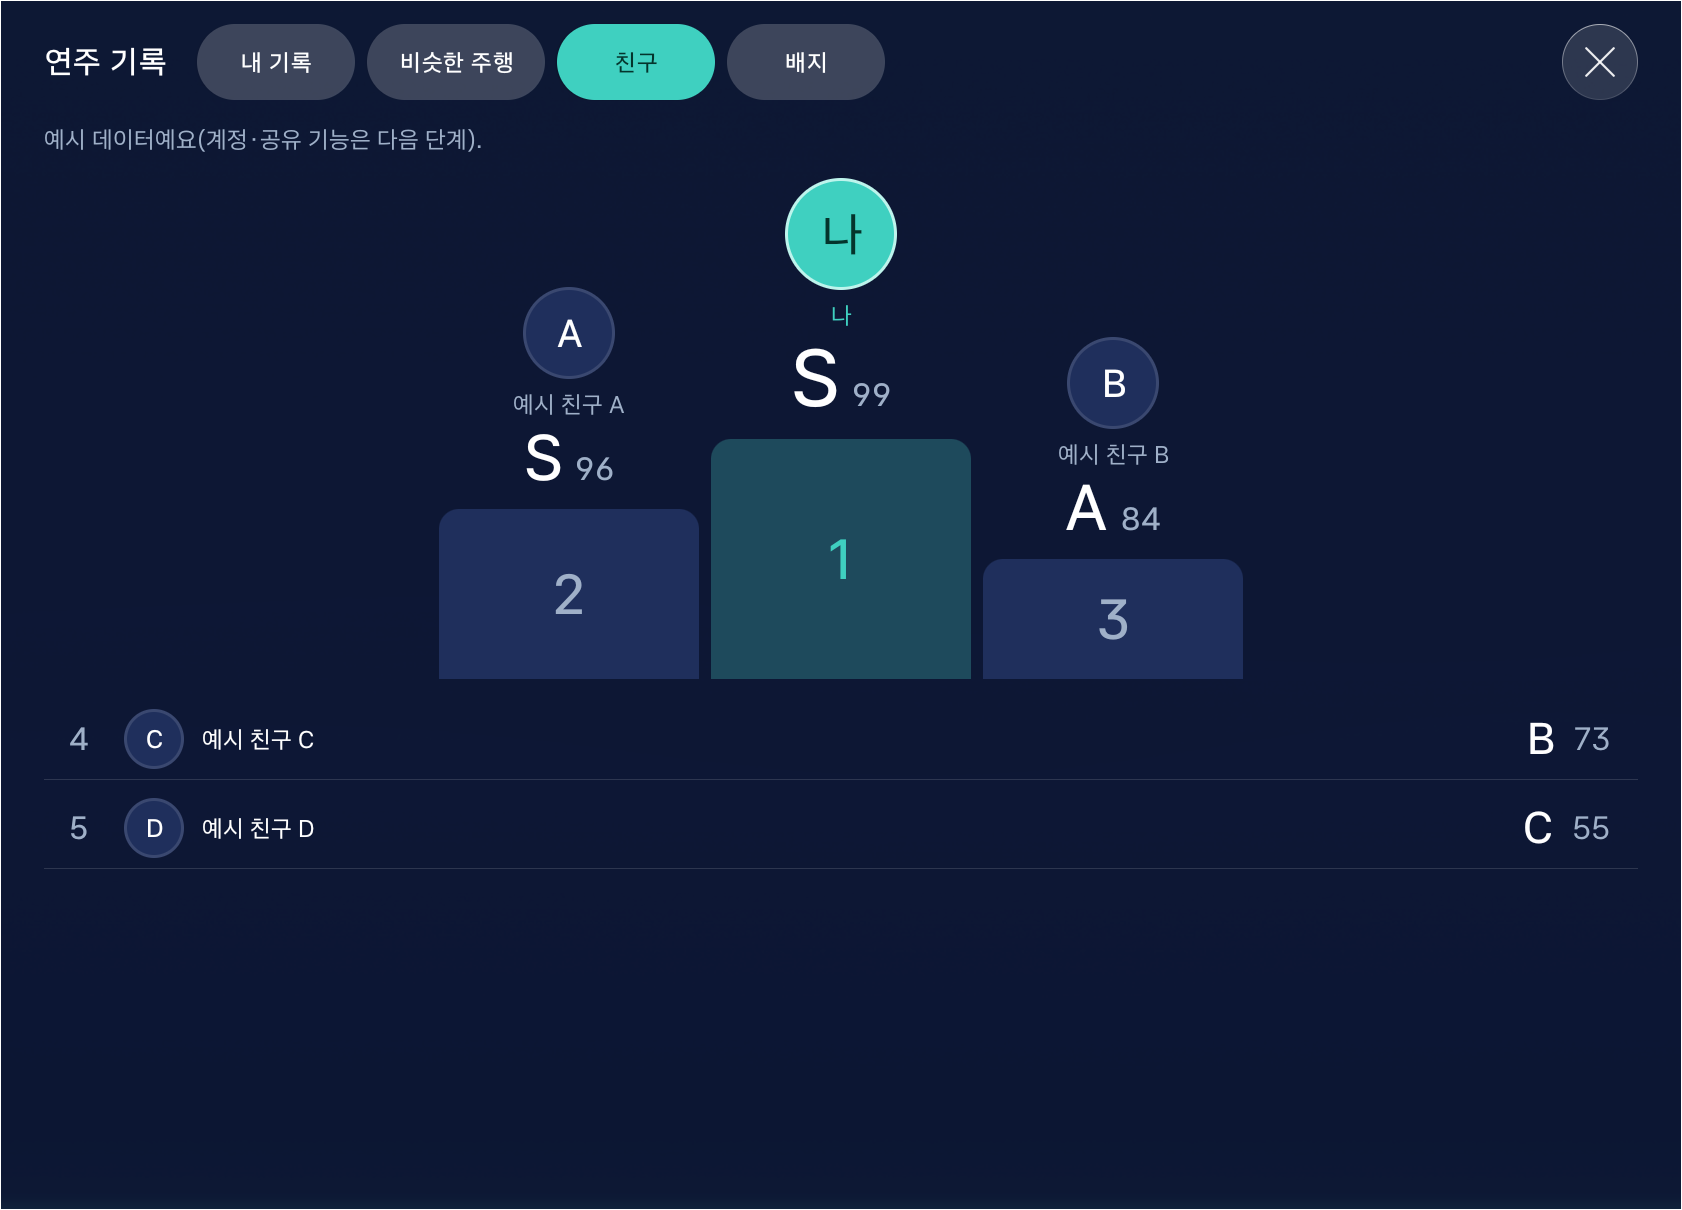 연주 기록
내 기록
비슷한 주행
친구
배지
예시 데이터예요(계정·공유 기능은 다음 단계).
나
나
S 99
A
예시 친구 A
S 96
B
예시 친구 B
A 84
2
1
3
4 C 예시 친구 C B 73
5 D 예시 친구 D C 55